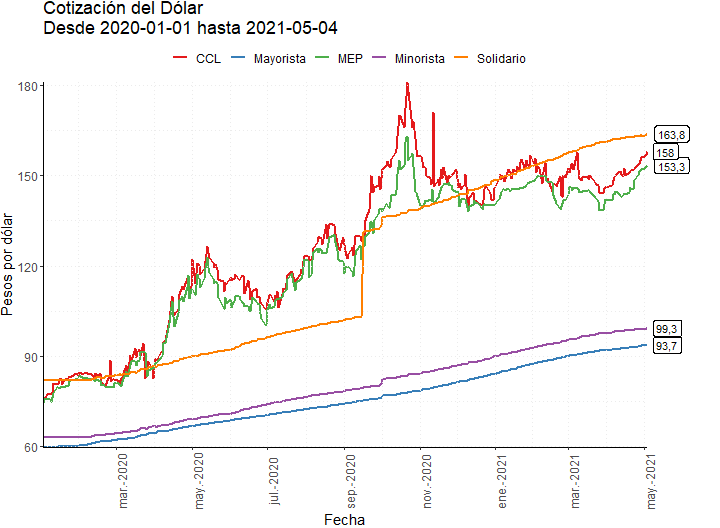 Cotización del Dólar
Desde 2020-01-01 hasta 2021-05-04
CCL Mayorista MEP Minorista Solidario
Pesos por dólar
180
150
120
90
60
163,8
158
153,3
99,3
93,7
mar.-2020
may.-2020
jul.-2020
sep.-2020
nov.-2020
ene.-2021
mar.-2021
may.-2021
Fecha